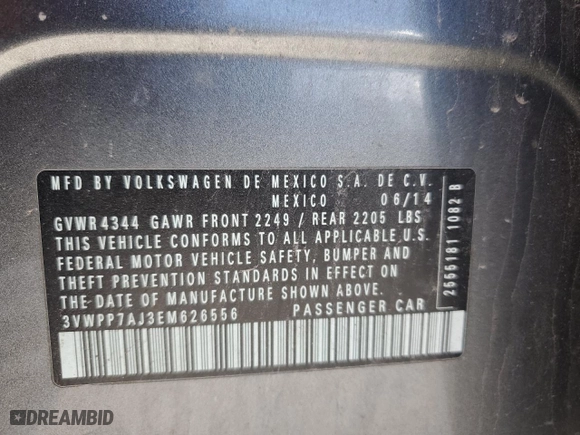 MFD BY VOLKSWAGEN DE MEXICO S.A. DE C.V.
MEXICO 06/14
GVWR 4344 GAWR FRONT 2249 / REAR 2205 LBS
THIS VEHICLE CONFORMS TO ALL APPLICABLE U.S.
FEDERAL MOTOR VEHICLE SAFETY, BUMPER AND
THEFT PREVENTION STANDARDS IN EFFECT ON
THE DATE OF MANUFACTURE SHOWN ABOVE.
3VWPP7AJ3EM626556 PASSENGER CAR
2555181 1082 B
DREAMBID